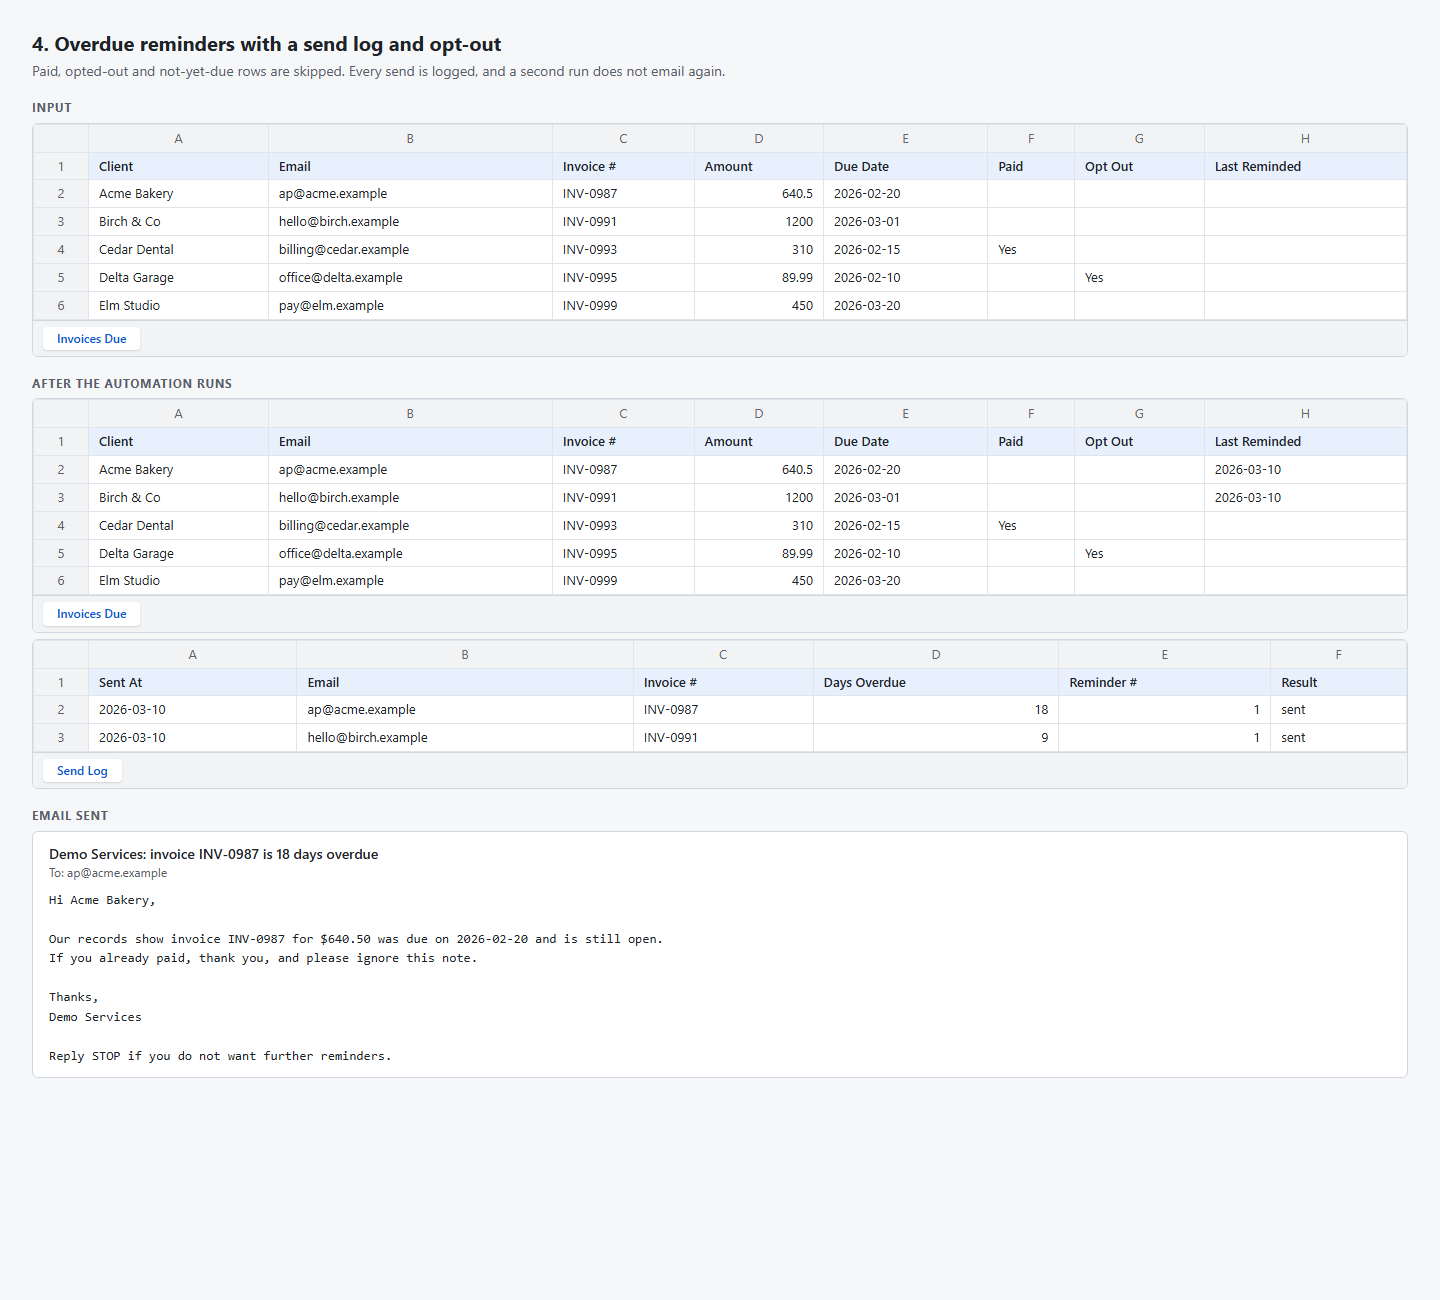 4. Overdue reminders with a send log and opt-out
Paid, opted-out and not-yet-due rows are skipped. Every send is logged, and a second run does not email again.
INPUT
A B C D E F G H
1 Client Email Invoice # Amount Due Date Paid Opt Out Last Reminded
2 Acme Bakery ap@acme.example INV-0987 640.5 2026-02-20
3 Birch & Co hello@birch.example INV-0991 1200 2026-03-01
4 Cedar Dental billing@cedar.example INV-0993 310 2026-02-15 Yes
5 Delta Garage office@delta.example INV-0995 89.99 2026-02-10 Yes
6 Elm Studio pay@elm.example INV-0999 450 2026-03-20
Invoices Due
AFTER THE AUTOMATION RUNS
A B C D E F G H
1 Client Email Invoice # Amount Due Date Paid Opt Out Last Reminded
2 Acme Bakery ap@acme.example INV-0987 640.5 2026-02-20 2026-03-10
3 Birch & Co hello@birch.example INV-0991 1200 2026-03-01 2026-03-10
4 Cedar Dental billing@cedar.example INV-0993 310 2026-02-15 Yes
5 Delta Garage office@delta.example INV-0995 89.99 2026-02-10 Yes
6 Elm Studio pay@elm.example INV-0999 450 2026-03-20
Invoices Due
A B C D E F
1 Sent At Email Invoice # Days Overdue Reminder # Result
2 2026-03-10 ap@acme.example INV-0987 18 1 sent
3 2026-03-10 hello@birch.example INV-0991 9 1 sent
Send Log
EMAIL SENT
Demo Services: invoice INV-0987 is 18 days overdue
To: ap@acme.example
Hi Acme Bakery,
Our records show invoice INV-0987 for $640.50 was due on 2026-02-20 and is still open.
If you already paid, thank you, and please ignore this note.
Thanks,
Demo Services
Reply STOP if you do not want further reminders.